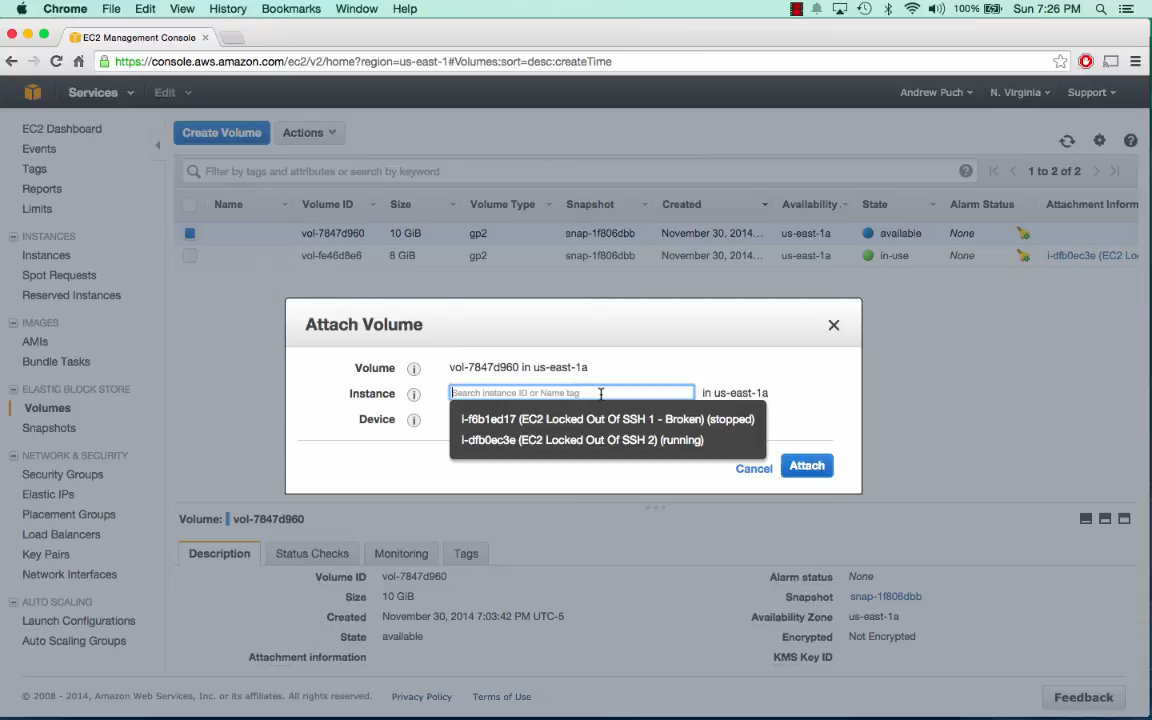 Chrome File Edit View History Bookmarks Window Help 100% Sun 7:26 PM
EC2 Management Console
https://console.aws.amazon.com/ec2/v2/home?region=us-east-1#Volumes:sort=desc:createTime
Services Edit Andrew Puch N. Virginia Support
EC2 Dashboard
Events
Tags
Reports
Limits
INSTANCES
Instances
Spot Requests
Reserved Instances
IMAGES
AMIs
Bundle Tasks
ELASTIC BLOCK STORE
Volumes
Snapshots
NETWORK & SECURITY
Security Groups
Elastic IPs
Placement Groups
Load Balancers
Key Pairs
Network Interfaces
AUTO SCALING
Launch Configurations
Auto Scaling Groups
Create Volume Actions
Filter by tags and attributes or search by keyword 1 to 2 of 2
Name Volume ID Size Volume Type Snapshot Created Availability State Alarm Status Attachment Inform
vol-7847d960 10 GiB gp2 snap-1f806dbb November 30, 2014... us-east-1a available None
vol-fe46d8e6 8 GiB gp2 snap-1f806dbb November 30, 2014... us-east-1a in-use None i-dfb0ec3e (EC2 Lo
Attach Volume
Volume vol-7847d960 in us-east-1a
Instance Search instance ID or Name tag in us-east-1a
Device
i-f6b1ed17 (EC2 Locked Out Of SSH 1 - Broken) (stopped)
i-dfb0ec3e (EC2 Locked Out Of SSH 2) (running)
Cancel Attach
Volume: vol-7847d960
Description Status Checks Monitoring Tags
Volume ID vol-7847d960 Alarm status None
Size 10 GiB Snapshot snap-1f806dbb
Created November 30, 2014 7:03:42 PM UTC-5 Availability Zone us-east-1a
State available Encrypted Not Encrypted
Attachment information KMS Key ID
© 2008 - 2014, Amazon Web Services, Inc. or its affiliates. All rights reserved. Privacy Policy Terms of Use Feedback